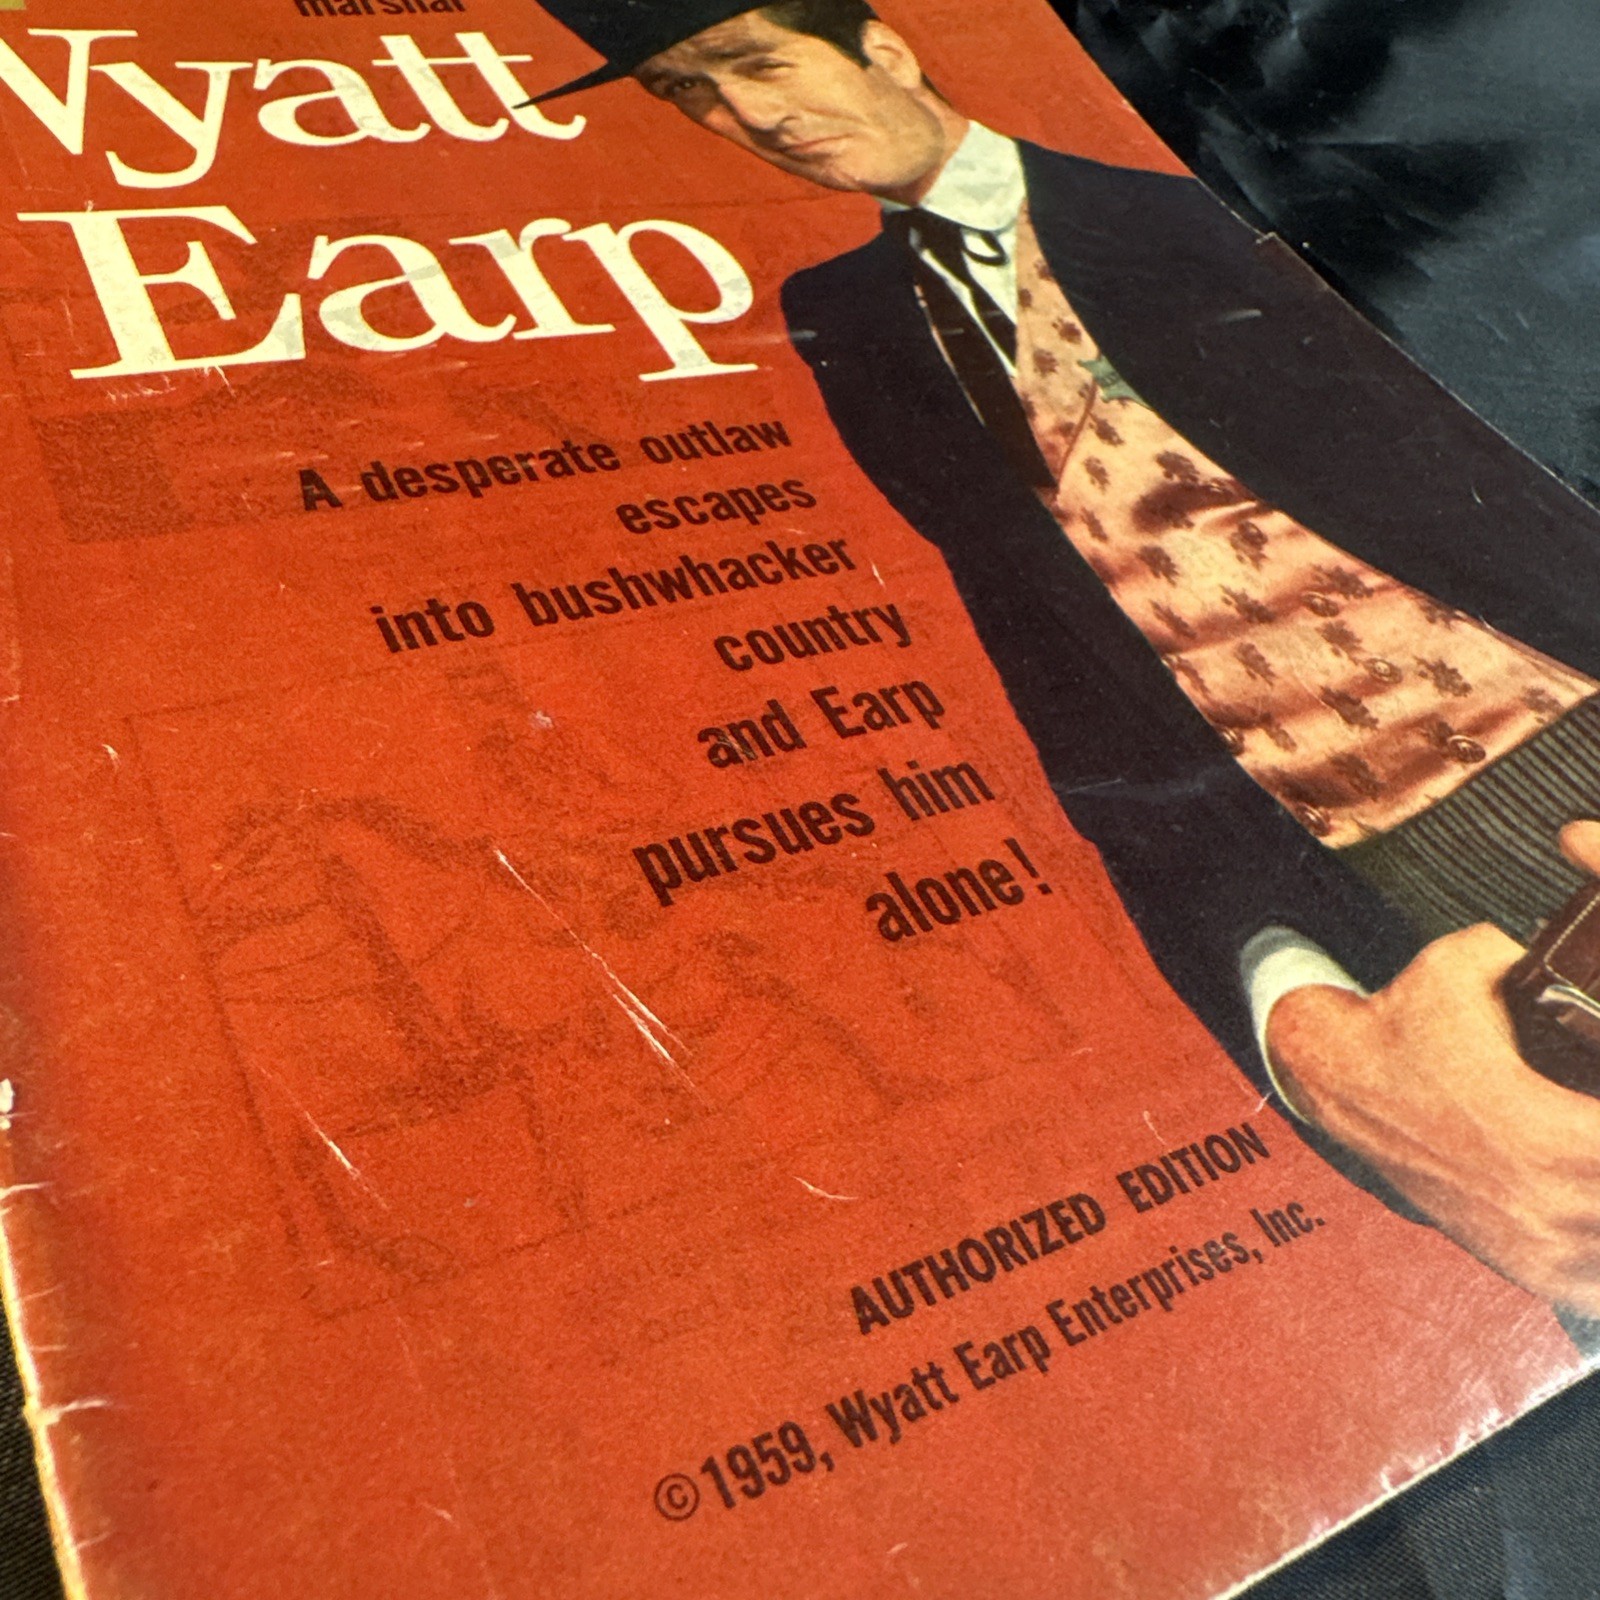 marshal
Wyatt
Earp
A desperate outlaw
escapes
into bushwhacker
country
and Earp
pursues him
alone!
AUTHORIZED EDITION
©1959, Wyatt Earp Enterprises, Inc.